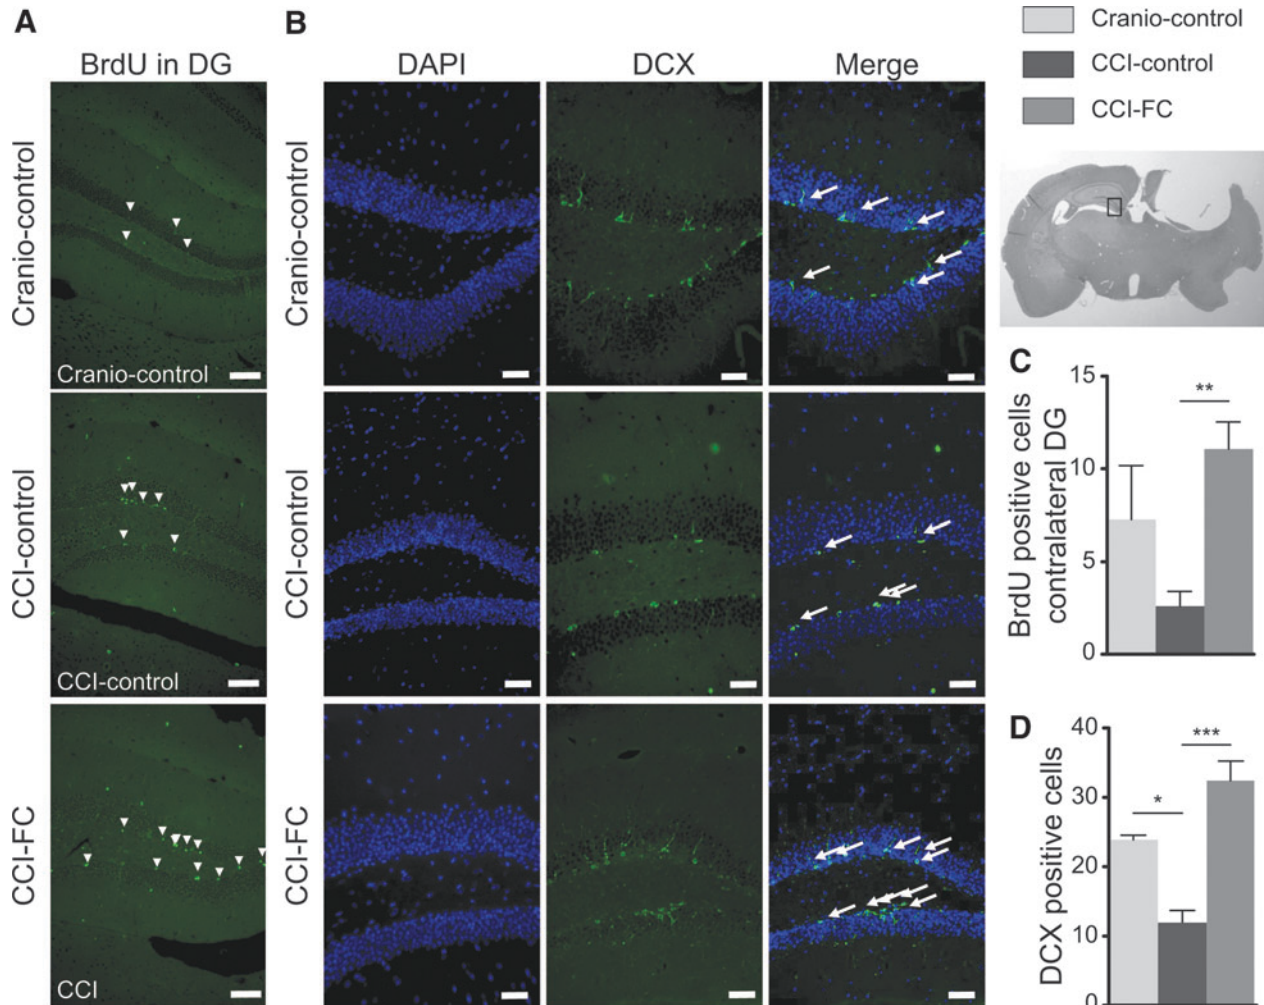 A
B
BrdU in DG
DAPI
DCX
Merge
Cranio-control
CCI-control
CCI-FC
Cranio-control
Cranio-control
Cranio-control
CCI-control
CCI-control
CCI-control
CCI-FC
CCI-FC
CCI
C
BrdU positive cells
contralateral DG
15
10
5
0
**
D
DCX positive cells
40
30
20
10
0
*
***